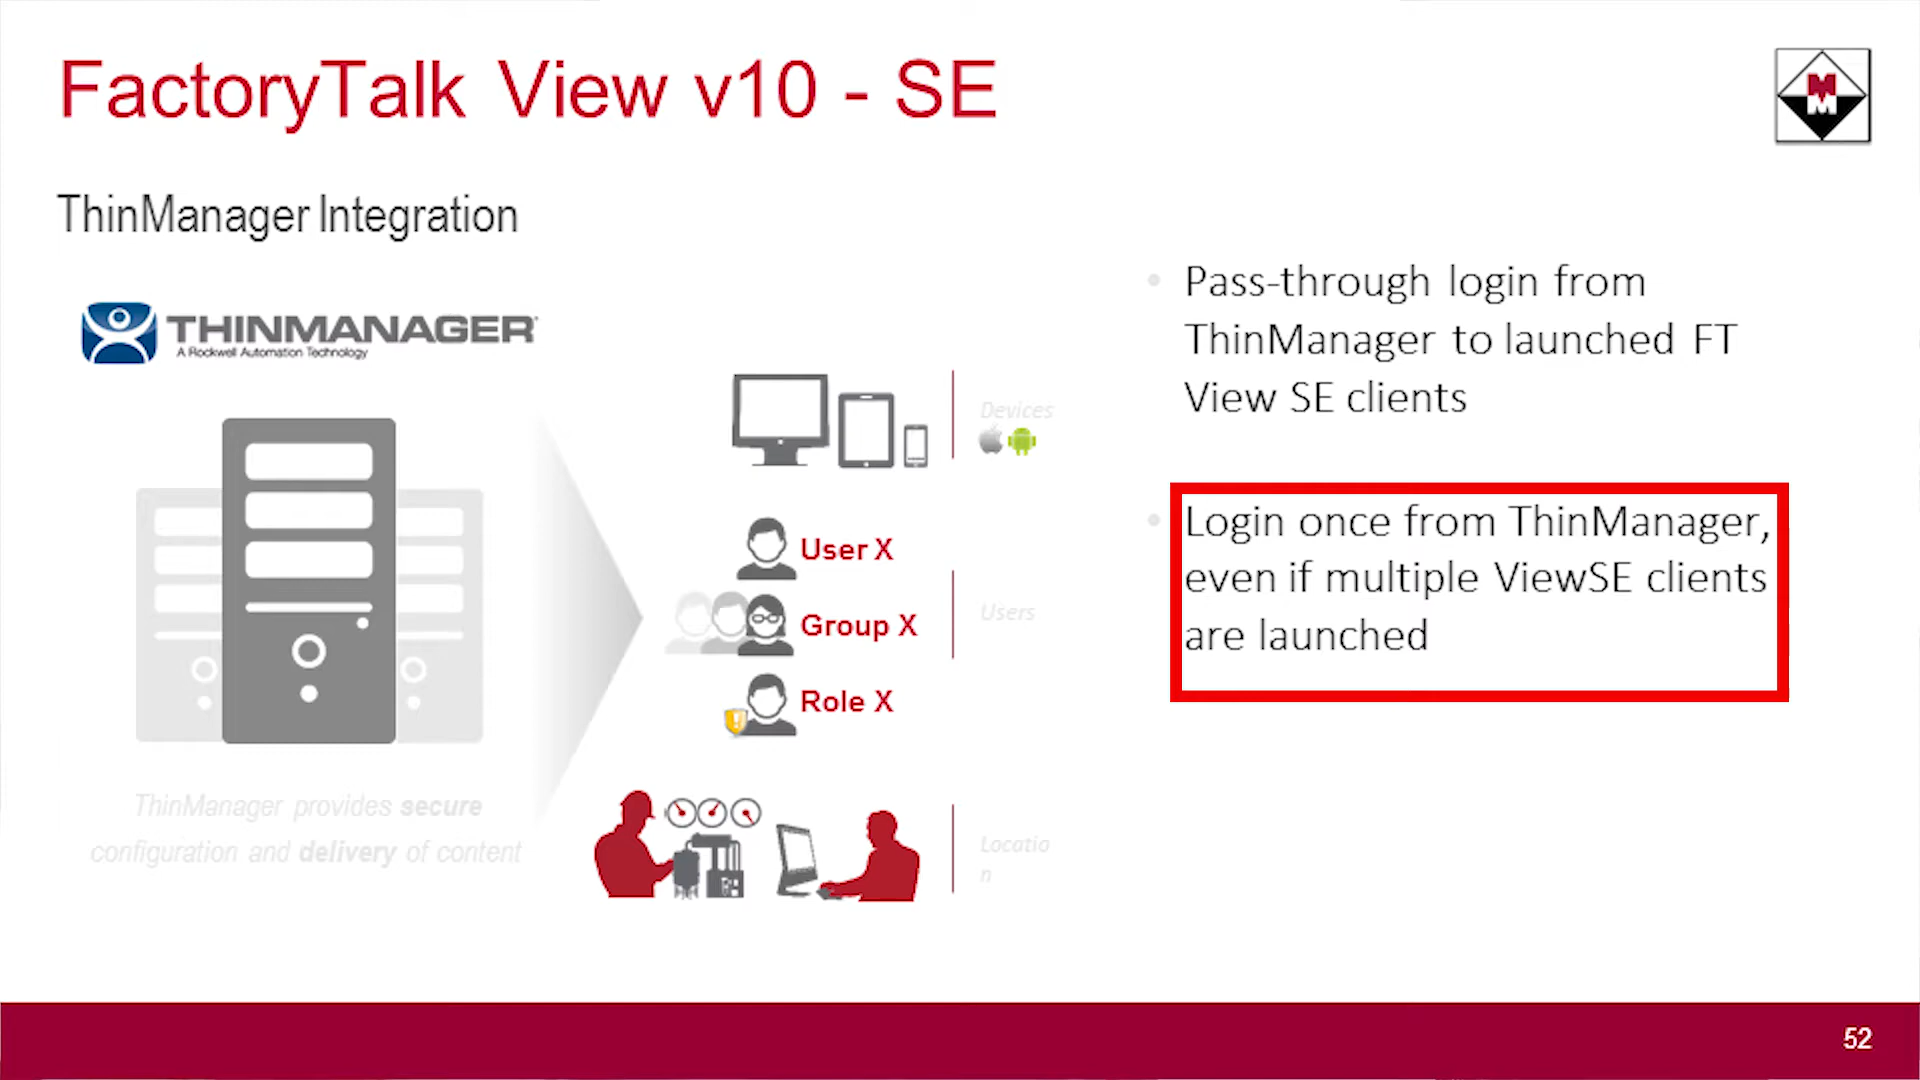 FactoryTalk View v10 - SE
M
M
ThinManager Integration
THINMANAGER
A Rockwell Automation Technology
Devices
User X
Group X
Role X
Users
Locatio
n
ThinManager provides secure
configuration and delivery of content
Pass-through login from
ThinManager to launched FT
View SE clients
Login once from ThinManager,
even if multiple ViewSE clients
are launched
52